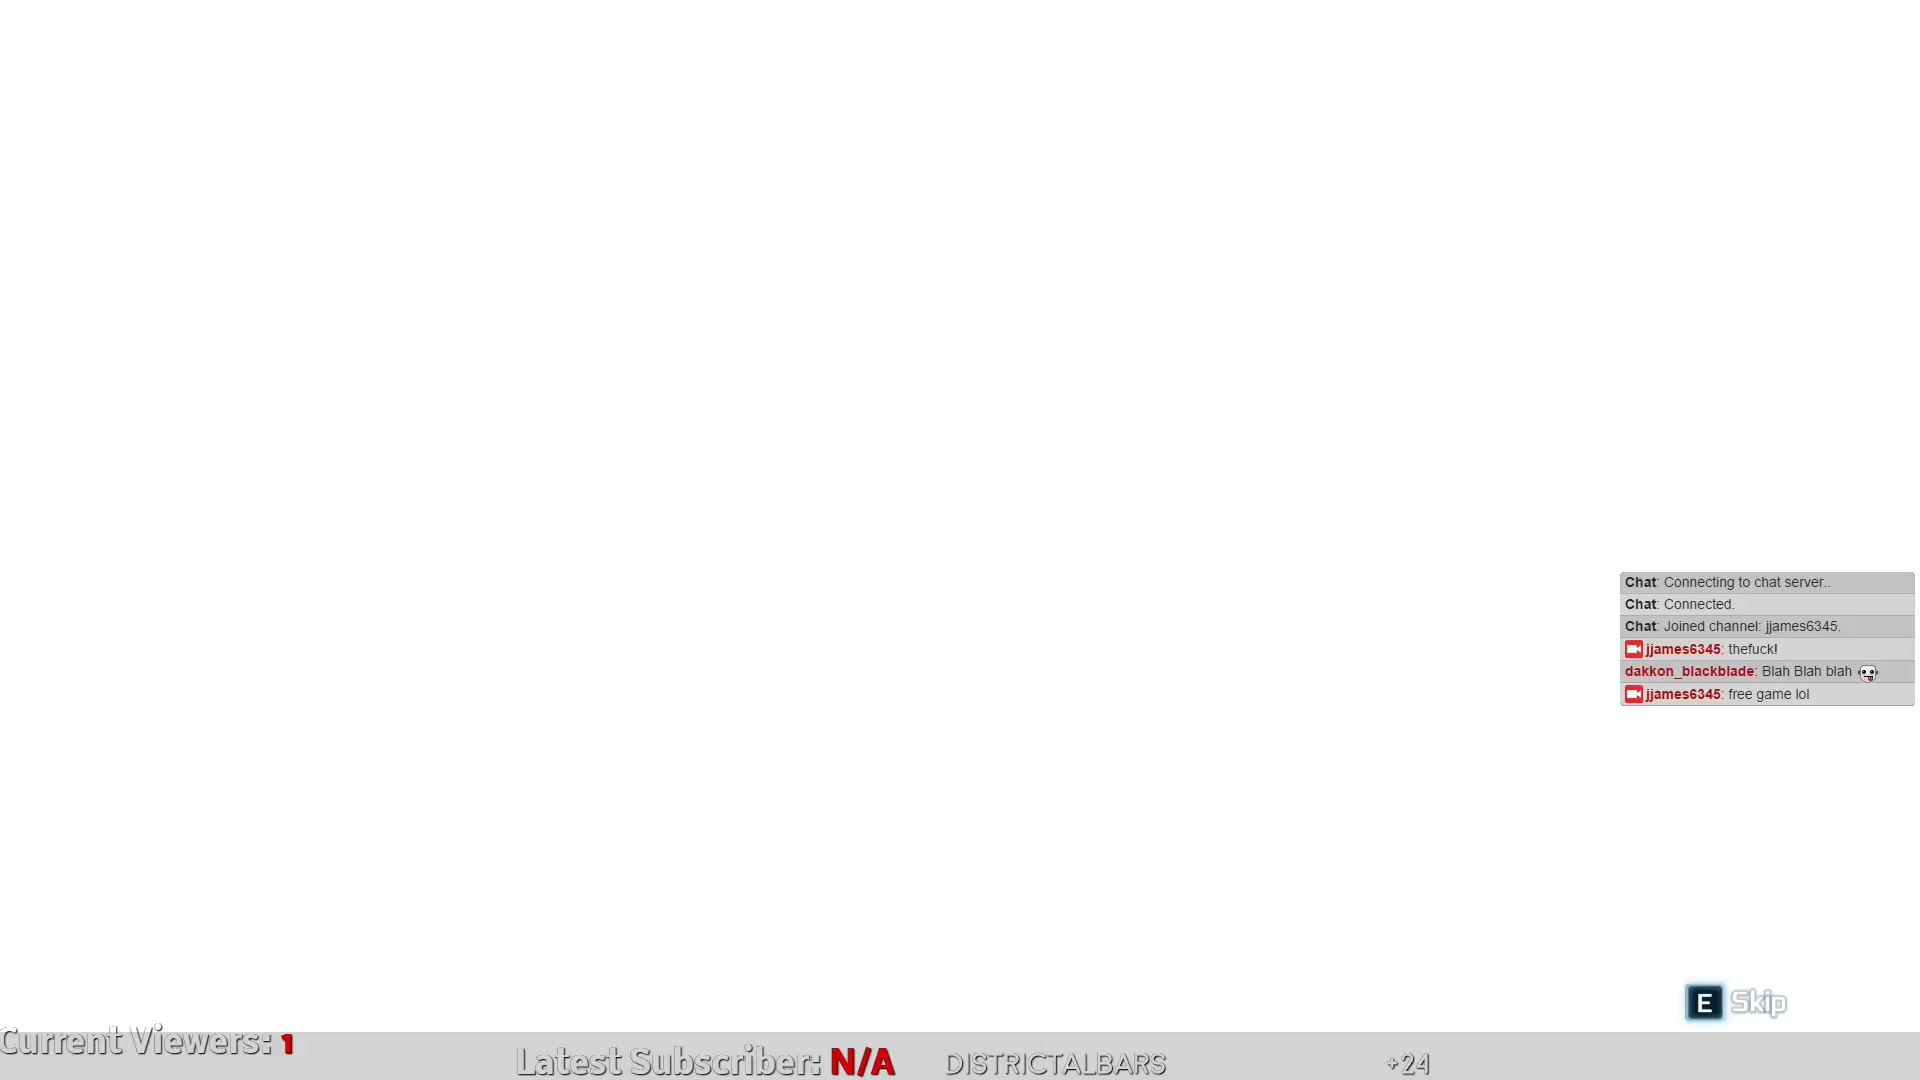 Chat: Connecting to chat server..
Chat: Connected.
Chat: Joined channel: jjames6345.
jjames6345: thefuck!
dakkon_blackblade: Blah Blah blah
jjames6345: free game lol
E Skip
Current Viewers: 1
Latest Subscriber: N/A
DISTRICTALBARS
+24